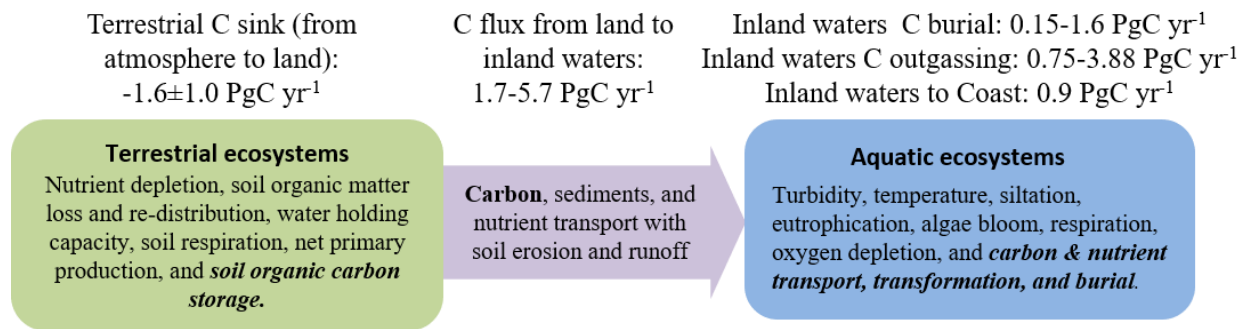 Terrestrial C sink (from
atmosphere to land):
-1.6±1.0 PgC yr-1
C flux from land to
inland waters:
1.7-5.7 PgC yr-1
Inland waters C burial: 0.15-1.6 PgC yr-1
Inland waters C outgassing: 0.75-3.88 PgC yr-1
Inland waters to Coast: 0.9 PgC yr-1
Terrestrial ecosystems
Nutrient depletion, soil organic matter
loss and re-distribution, water holding
capacity, soil respiration, net primary
production, and soil organic carbon
storage.
Carbon, sediments, and
nutrient transport with
soil erosion and runoff
Aquatic ecosystems
Turbidity, temperature, siltation,
eutrophication, algae bloom, respiration,
oxygen depletion, and carbon & nutrient
transport, transformation, and burial.